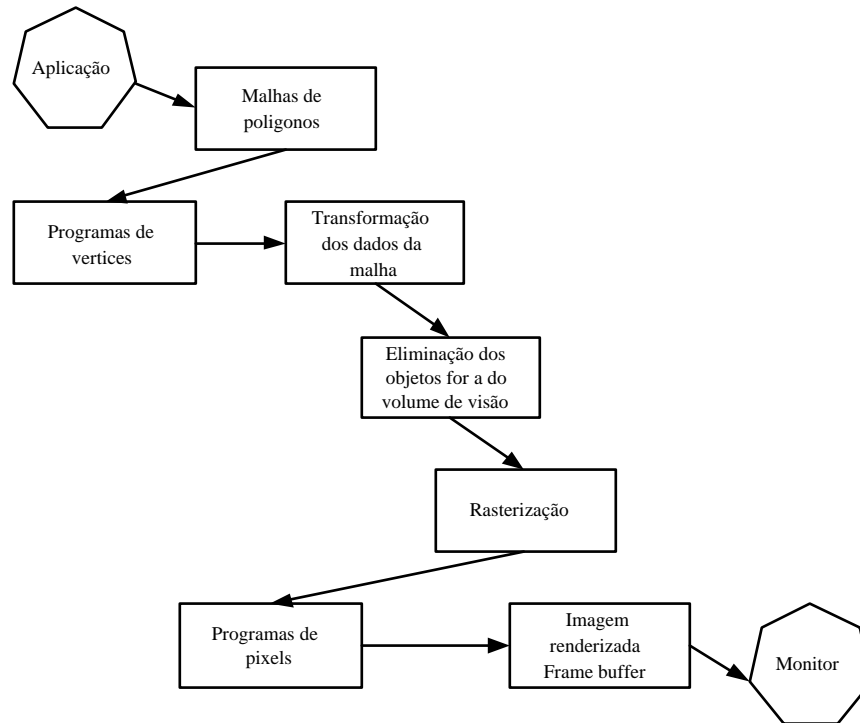 Aplicação
Malhas de
poligonos
Programas de
vertices
Transformação
dos dados da
malha
Eliminação dos
objetos for a do
volume de visão
Rasterização
Programas de
pixels
Imagem
renderizada
Frame buffer
Monitor